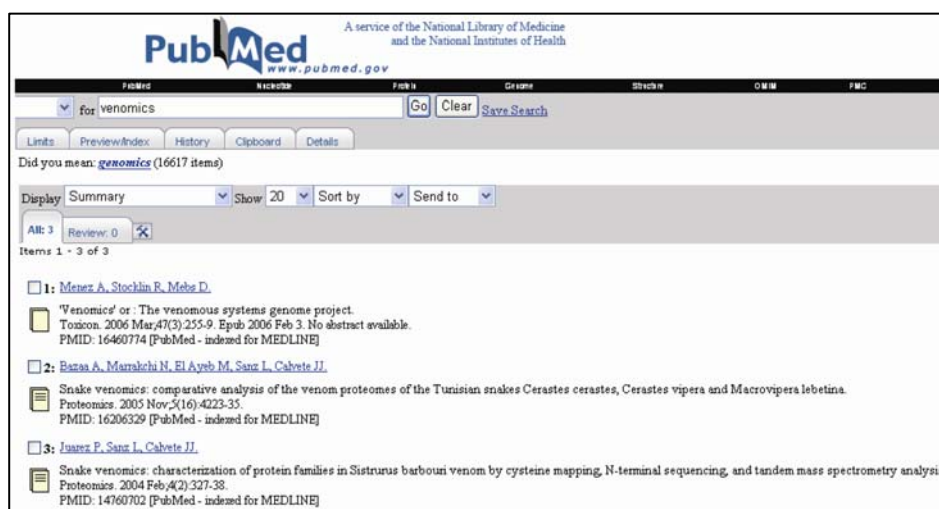 A service of the National Library of Medicine
and the National Institutes of Health
PubMed
www.pubmed.gov
PubMed Nucleotide Protein Genome Structure OMIM PMC
for venomics Go Clear Save Search
Limits Preview/Index History Clipboard Details
Did you mean: genomics (16617 items)
Display Summary Show 20 Sort by Send to
All: 3 Review: 0
Items 1 - 3 of 3
1: Menez A, Stocklin R, Mebs D.
'Venomics' or : The venomous systems genome project.
Toxicon. 2006 Mar;47(3):255-9. Epub 2006 Feb 3. No abstract available.
PMID: 16460774 [PubMed - indexed for MEDLINE]
2: Bazaa A, Marrakchi N, El Ayeb M, Sanz L, Calvete JJ.
Snake venomics: comparative analysis of the venom proteomes of the Tunisian snakes Cerastes cerastes, Cerastes vipera and Macrovipera lebetina.
Proteomics. 2005 Nov;5(16):4223-35.
PMID: 16206329 [PubMed - indexed for MEDLINE]
3: Juarez P, Sanz L, Calvete JJ.
Snake venomics: characterization of protein families in Sistrurus barbouri venom by cysteine mapping, N-terminal sequencing, and tandem mass spectrometry analysi
Proteomics. 2004 Feb;4(2):327-38.
PMID: 14760702 [PubMed - indexed for MEDLINE]